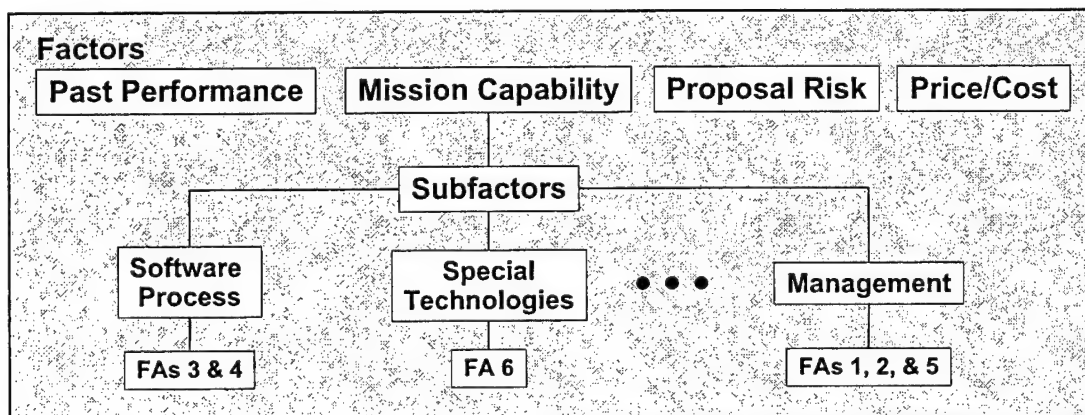 Factors
Past Performance
Mission Capability
Proposal Risk
Price/Cost
Subfactors
Software
Process
Special
Technologies
Management
FAs 3 & 4
FA 6
FAs 1, 2, & 5